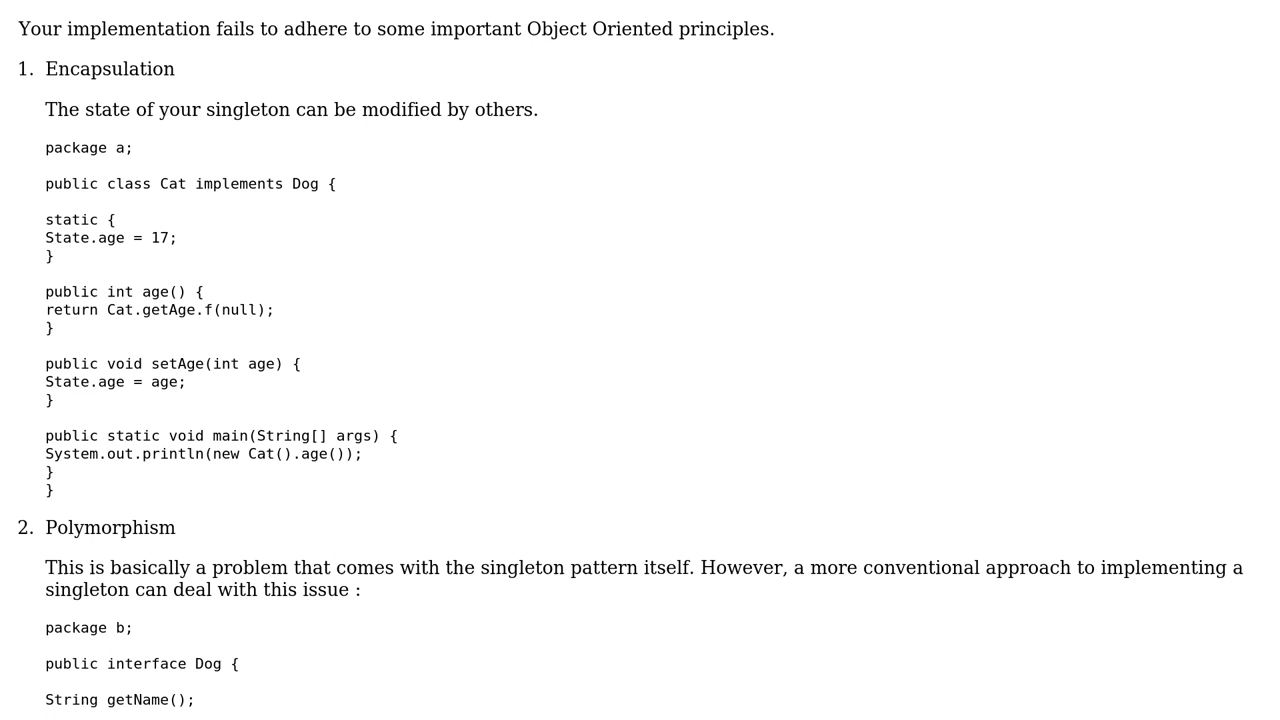 Your implementation fails to adhere to some important Object Oriented principles.
1. Encapsulation
The state of your singleton can be modified by others.
package a;
public class Cat implements Dog {
static {
State.age = 17;
}
public int age() {
return Cat.getAge.f(null);
}
public void setAge(int age) {
State.age = age;
}
public static void main(String[] args) {
System.out.println(new Cat().age());
}
}
2. Polymorphism
This is basically a problem that comes with the singleton pattern itself. However, a more conventional approach to implementing a
singleton can deal with this issue :
package b;
public interface Dog {
String getName();